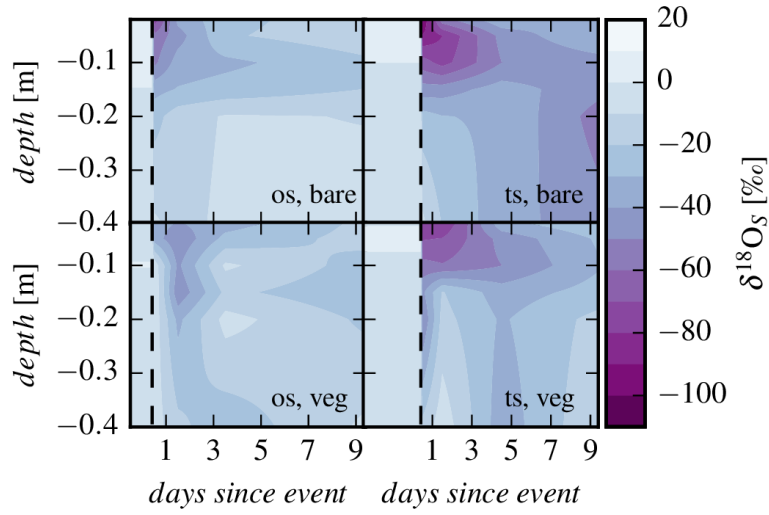 20
−0.1
0
depth [m]
−0.2
−20
−0.3
os, bare
ts, bare
−40
−0.4
−60
−0.1
depth [m]
−0.2
−80
−0.3
os, veg
ts, veg
−100
−0.4
1 3 5 7 9 1 3 5 7 9
days since event days since event
δ¹⁸O_S [‰]